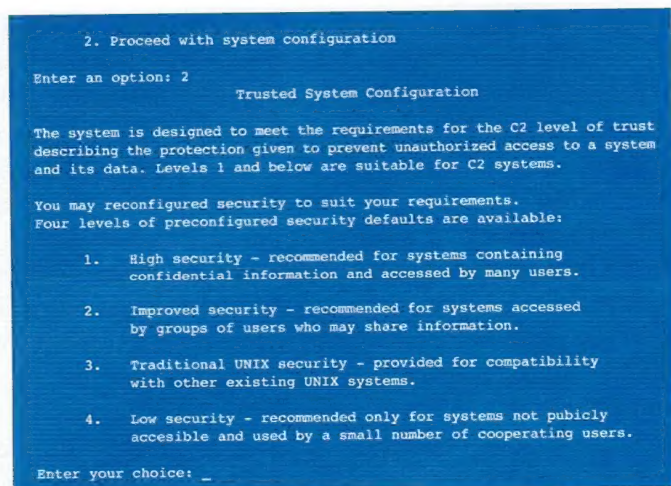 2. Proceed with system configuration
Enter an option: 2
Trusted System Configuration
The system is designed to meet the requirements for the C2 level of trust
describing the protection given to prevent unauthorized access to a system
and its data. Levels 1 and below are suitable for C2 systems.
You may reconfigured security to suit your requirements.
Four levels of preconfigured security defaults are available:
1. High security - recommended for systems containing
confidential information and accessed by many users.
2. Improved security - recommended for systems accessed
by groups of users who may share information.
3. Traditional UNIX security - provided for compatibility
with other existing UNIX systems.
4. Low security - recommended only for systems not pubicly
accesible and used by a small number of cooperating users.
Enter your choice: _